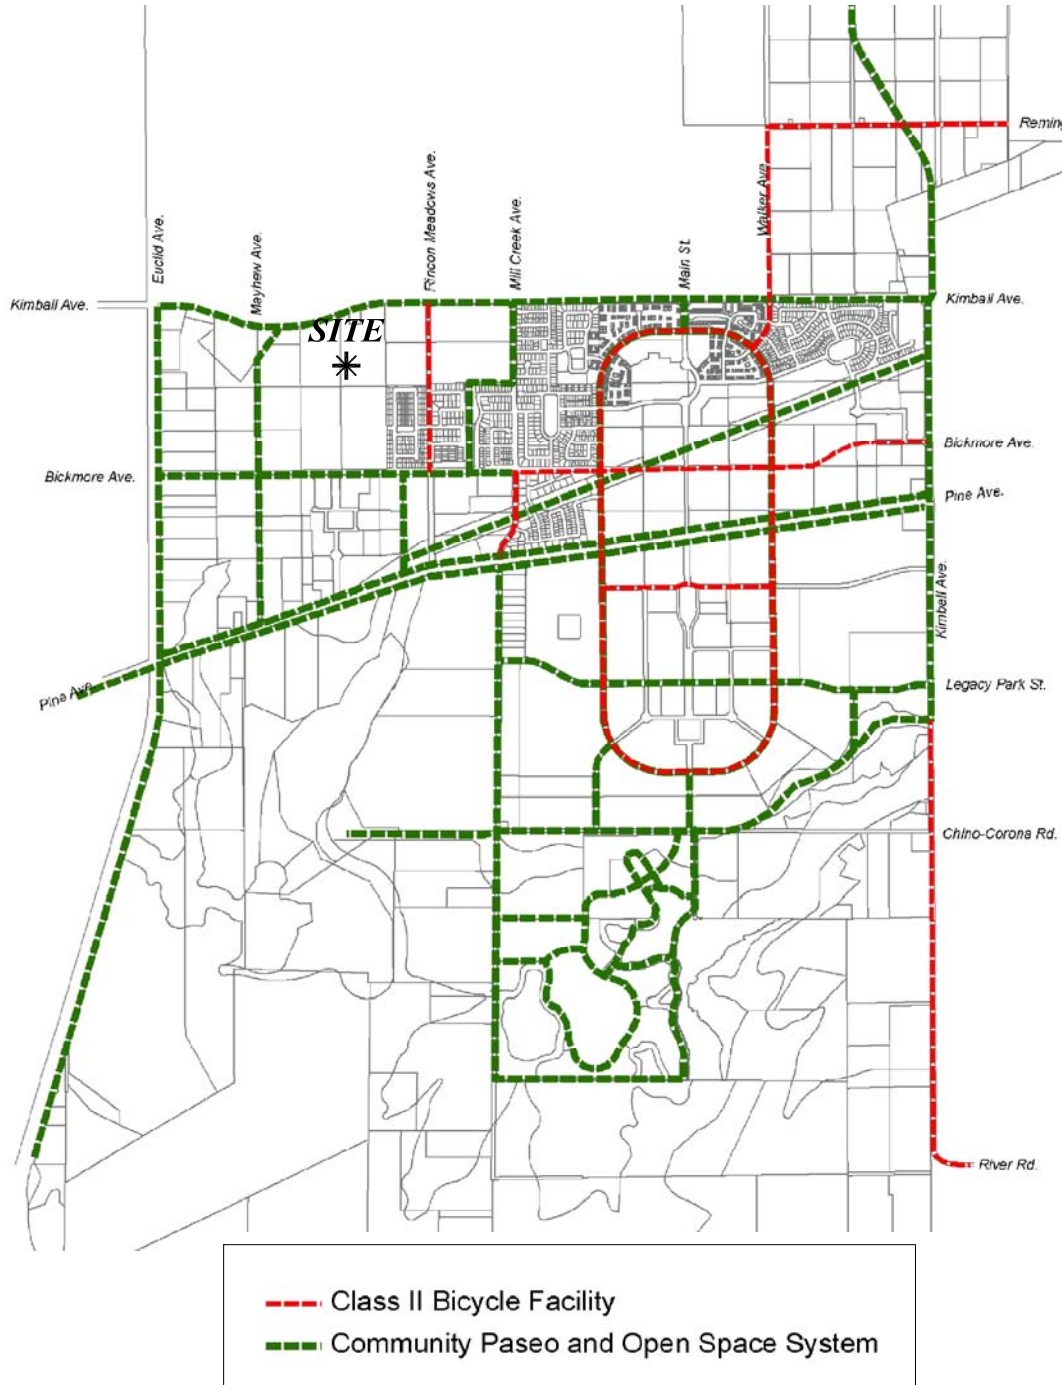 Reming
Walker Ave.
Rincon Meadows Ave.
Mill Creek Ave.
Main St.
Euclid Ave.
Mayhew Ave.
Kimball Ave.
Kimball Ave.
SITE
Bickmore Ave.
Bickmore Ave.
Pine Ave.
Kimball Ave.
Pine Ave.
Legacy Park St.
Chino-Corona Rd.
River Rd.
Class II Bicycle Facility
Community Paseo and Open Space System